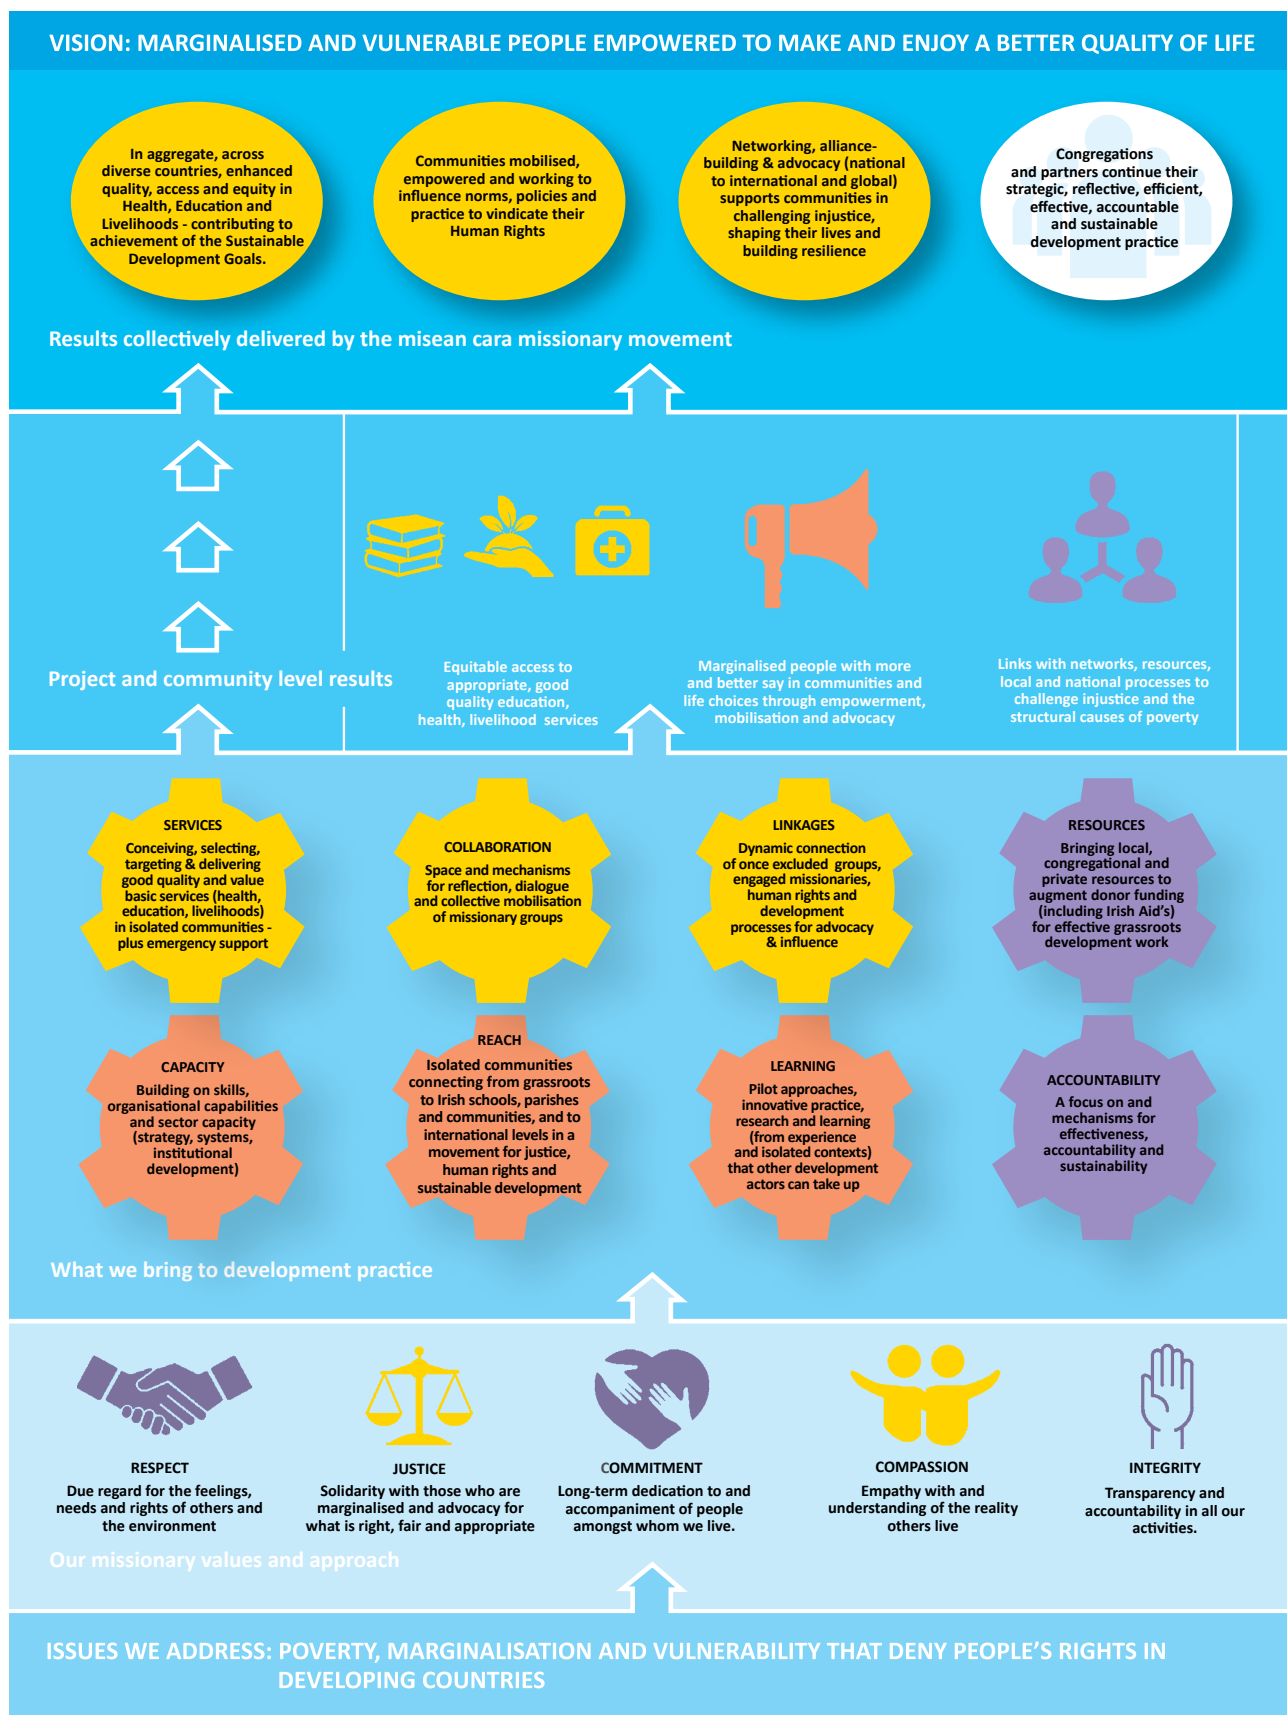 VISION: MARGINALISED AND VULNERABLE PEOPLE EMPOWERED TO MAKE AND ENJOY A BETTER QUALITY OF LIFE
In aggregate, across
diverse countries, enhanced
quality, access and equity in
Health, Education and
Livelihoods - contributing to
achievement of the Sustainable
Development Goals.
Communities mobilised,
empowered and working to
influence norms, policies and
practice to vindicate their
Human Rights
Networking, alliance-
building & advocacy (national
to international and global)
supports communities in
challenging injustice,
shaping their lives and
building resilience
Congregations
and partners continue their
strategic, reflective, efficient,
effective, accountable
and sustainable
development practice
Results collectively delivered by the misean cara missionary movement
Project and community level results
Equitable access to
appropriate, good
quality education,
health, livelihood services
Marginalised people with more
and better say in communities and
life choices through empowerment,
mobilisation and advocacy
Links with networks, resources,
local and national processes to
challenge injustice and the
structural causes of poverty
SERVICES
Conceiving, selecting,
targeting & delivering
good quality and value
basic services (health,
education, livelihoods)
in isolated communities -
plus emergency support
COLLABORATION
Space and mechanisms
for reflection, dialogue
and collective mobilisation
of missionary groups
LINKAGES
Dynamic connection
of once excluded groups,
engaged missionaries,
human rights and
development
processes for advocacy
& influence
RESOURCES
Bringing local,
congregational and
private resources to
augment donor funding
(including Irish Aid's)
for effective grassroots
development work
CAPACITY
Building on skills,
organisational capabilities
and sector capacity
(strategy, systems,
institutional
development)
REACH
Isolated communities
connecting from grassroots
to Irish schools, parishes
and communities, and to
international levels in a
movement for justice,
human rights and
sustainable development
LEARNING
Pilot approaches,
innovative practice,
research and learning
(from experience
and isolated contexts)
that other development
actors can take up
ACCOUNTABILITY
A focus on and
mechanisms for
effectiveness,
accountability and
sustainability
What we bring to development practice
RESPECT
Due regard for the feelings,
needs and rights of others and
the environment
JUSTICE
Solidarity with those who are
marginalised and advocacy for
what is right, fair and appropriate
COMMITMENT
Long-term dedication to and
accompaniment of people
amongst whom we live.
COMPASSION
Empathy with and
understanding of the reality
others live
INTEGRITY
Transparency and
accountability in all our
activities.
Our missionary values and approach
ISSUES WE ADDRESS: POVERTY, MARGINALISATION AND VULNERABILITY THAT DENY PEOPLE'S RIGHTS IN
DEVELOPING COUNTRIES